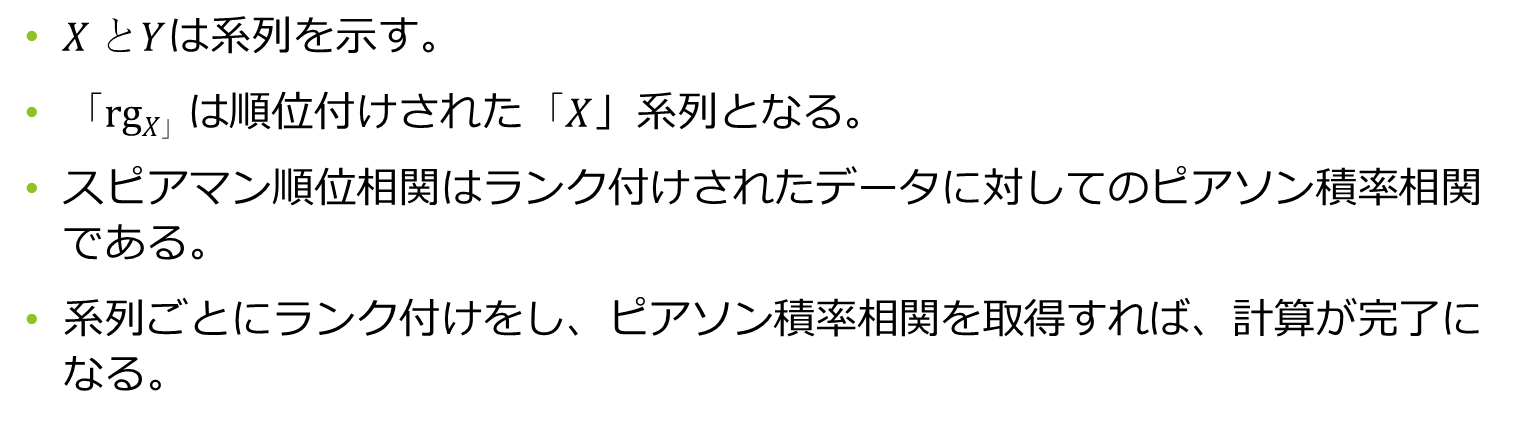 • X とYは系列を示す。
• 「rgX」は順位付けされた「X」系列となる。
• スピアマン順位相関はランク付けされたデータに対してのピアソン積率相関
である。
• 系列ごとにランク付けをし、ピアソン積率相関を取得すれば、計算が完了に
なる。